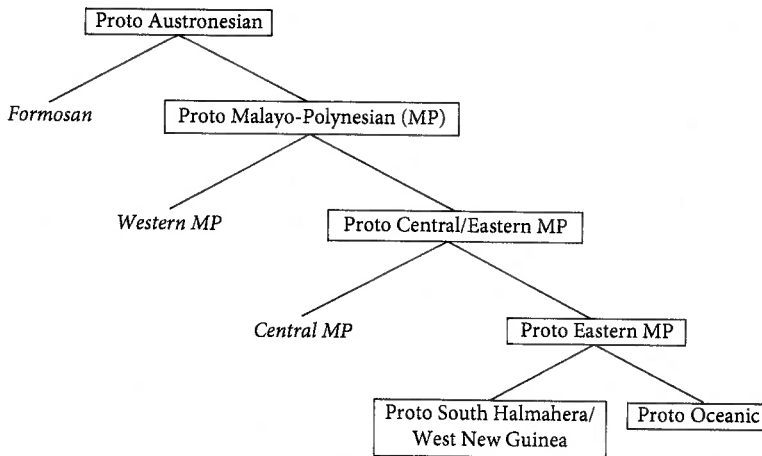 Proto Austronesian
Formosan
Proto Malayo-Polynesian (MP)
Western MP
Proto Central/Eastern MP
Central MP
Proto Eastern MP
Proto South Halmahera/
West New Guinea
Proto Oceanic